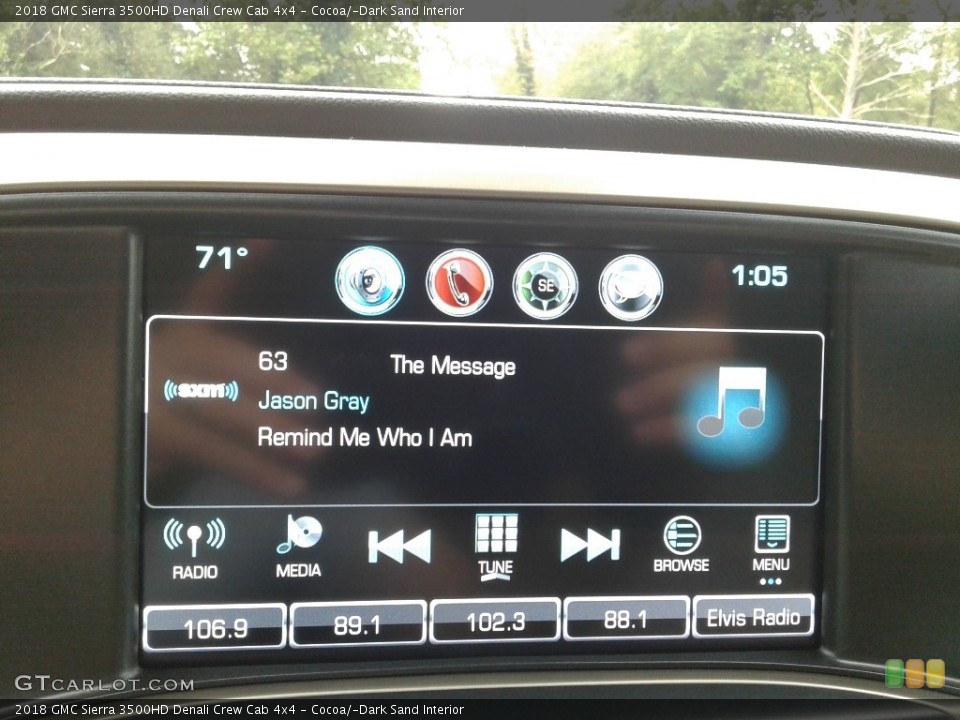 2018 GMC Sierra 3500HD Denali Crew Cab 4x4 - Cocoa/­Dark Sand Interior
71°
SE
1:05
63 The Message
sxm
Jason Gray
Remind Me Who I Am
RADIO MEDIA TUNE BROWSE MENU
106.9 89.1 102.3 88.1 Elvis Radio
GTCARLOT.COM
2018 GMC Sierra 3500HD Denali Crew Cab 4x4 - Cocoa/­Dark Sand Interior